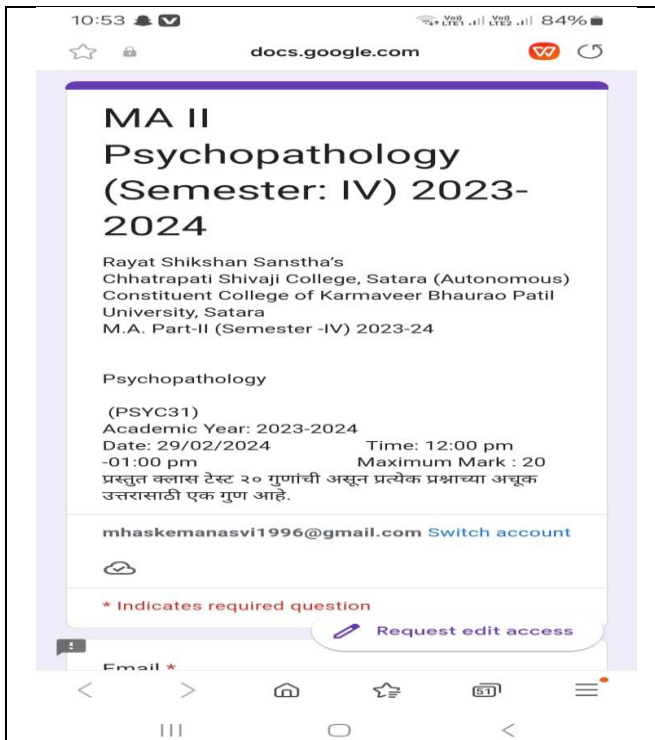 10:53
Vo)) LTE1 Vo)) LTE2 84%
docs.google.com
MA II
Psychopathology
(Semester: IV) 2023-
2024
Rayat Shikshan Sanstha's
Chhatrapati Shivaji College, Satara (Autonomous)
Constituent College of Karmaveer Bhaurao Patil
University, Satara
M.A. Part-II (Semester -IV) 2023-24
Psychopathology
(PSYC31)
Academic Year: 2023-2024
Date: 29/02/2024 Time: 12:00 pm
-01:00 pm Maximum Mark : 20
प्रस्तुत क्लास टेस्ट २० गुणांची असून प्रत्येक प्रश्नाच्या अचूक
उत्तरासाठी एक गुण आहे.
mhaskemanasvi1996@gmail.com Switch account
* Indicates required question
Request edit access
Email *
51